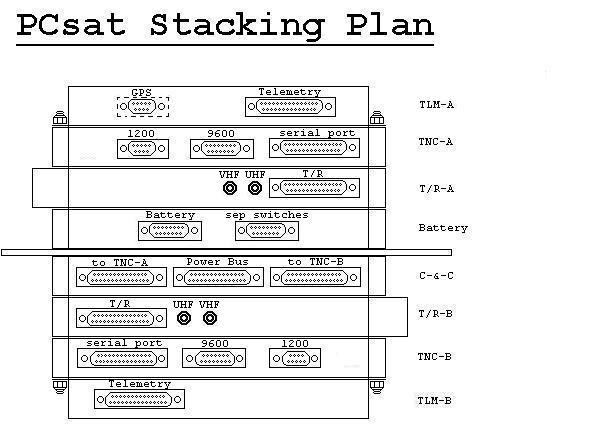 PCsat Stacking Plan
GPS Telemetry TLM-A
1200 9600 serial port TNC-A
VHF UHF T/R T/R-A
Battery sep switches Battery
to TNC-A Power Bus to TNC-B C-&-C
T/R UHF VHF T/R-B
serial port 9600 1200 TNC-B
Telemetry TLM-B